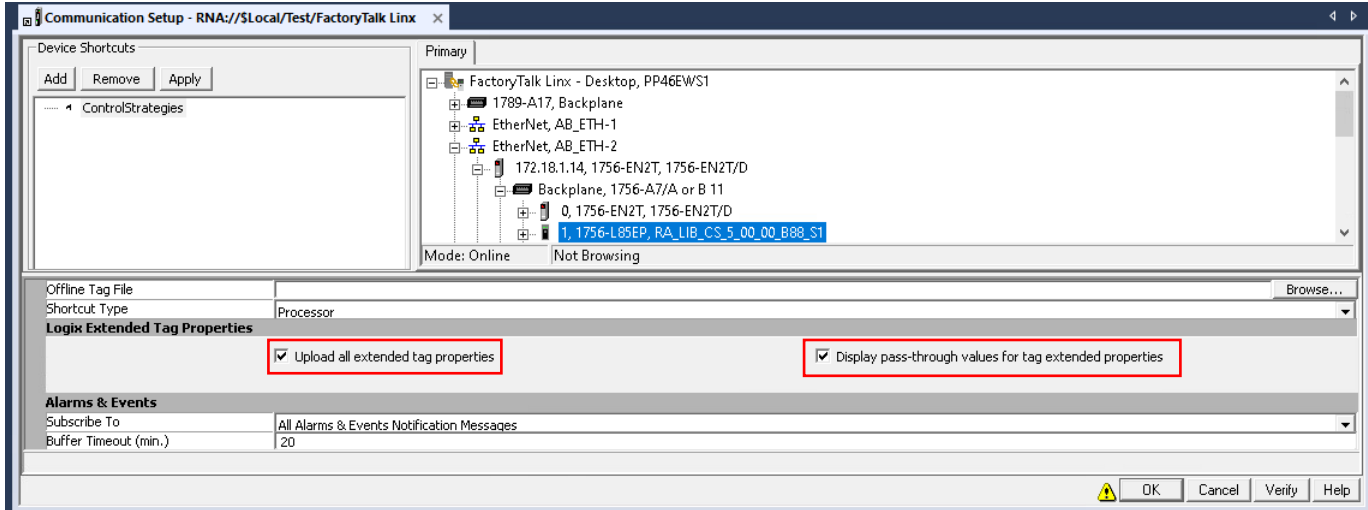 Communication Setup - RNA://$Local/Test/FactoryTalk Linx
Device Shortcuts
Add Remove Apply
ControlStrategies
Primary
FactoryTalk Linx - Desktop, PP46EWS1
1789-A17, Backplane
EtherNet, AB_ETH-1
EtherNet, AB_ETH-2
172.18.1.14, 1756-EN2T, 1756-EN2T/D
Backplane, 1756-A7/A or B 11
0, 1756-EN2T, 1756-EN2T/D
1, 1756-L85EP, RA_LIB_CS_5_00_00_B88_S1
Mode: Online Not Browsing
Offline Tag File Browse...
Shortcut Type Processor
Logix Extended Tag Properties
Upload all extended tag properties Display pass-through values for tag extended properties
Alarms & Events
Subscribe To All Alarms & Events Notification Messages
Buffer Timeout (min.) 20
OK Cancel Verify Help